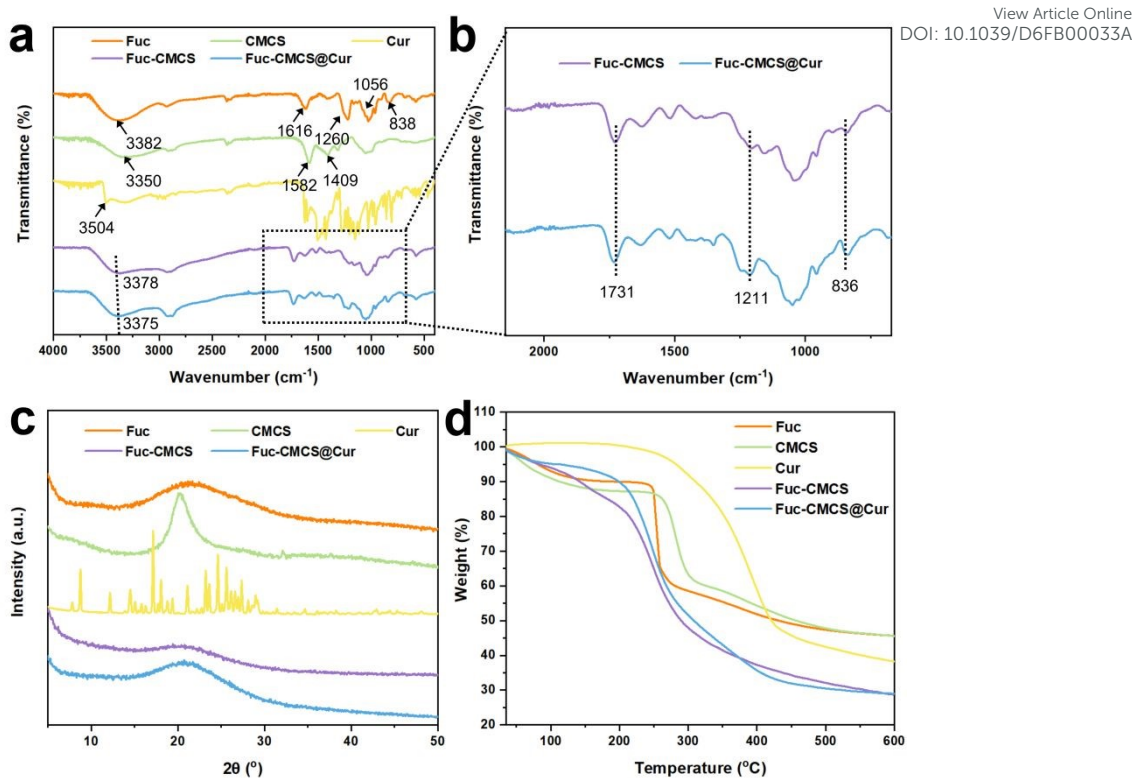 View Article Online
DOI: 10.1039/D6FB00033A
a
Fuc CMCS Cur
Fuc-CMCS Fuc-CMCS@Cur
Transmittance (%)
3382
1616
1260
1056
838
3350
1582
1409
3504
3378
3375
4000 3500 3000 2500 2000 1500 1000 500
Wavenumber (cm⁻¹)
b
Fuc-CMCS Fuc-CMCS@Cur
Transmittance (%)
1731
1211
836
2000 1500 1000
Wavenumber (cm⁻¹)
c
Fuc CMCS Cur
Fuc-CMCS Fuc-CMCS@Cur
Intensity (a.u.)
10 20 30 40 50
2θ (°)
d
Fuc
CMCS
Cur
Fuc-CMCS
Fuc-CMCS@Cur
Weight (%)
110
100
90
80
70
60
50
40
30
20
100 200 300 400 500 600
Temperature (°C)